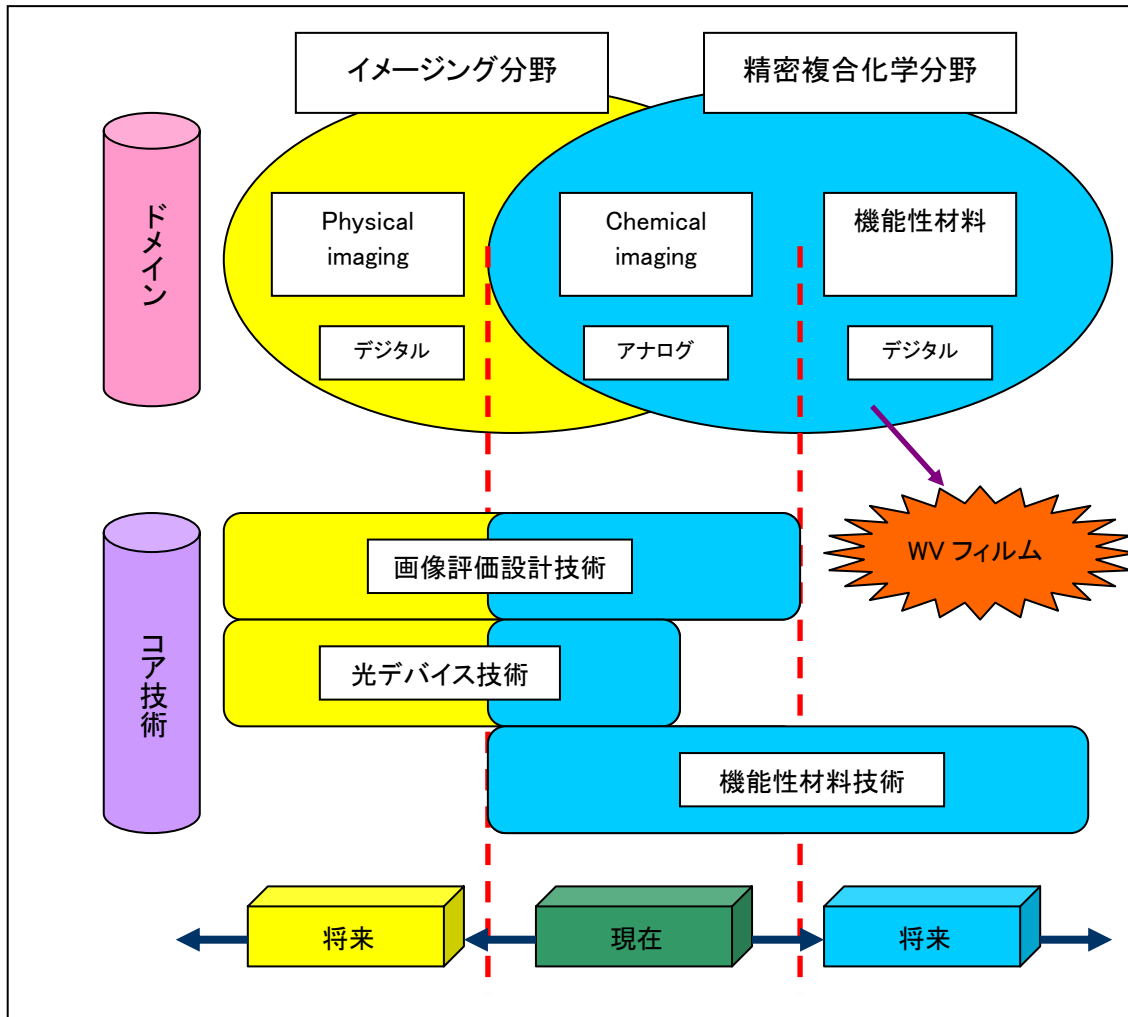 イメージング分野
精密複合化学分野
ドメイン
Physical
imaging
Chemical
imaging
機能性材料
デジタル
アナログ
デジタル
WV フィルム
コア技術
画像評価設計技術
光デバイス技術
機能性材料技術
将来
現在
将来